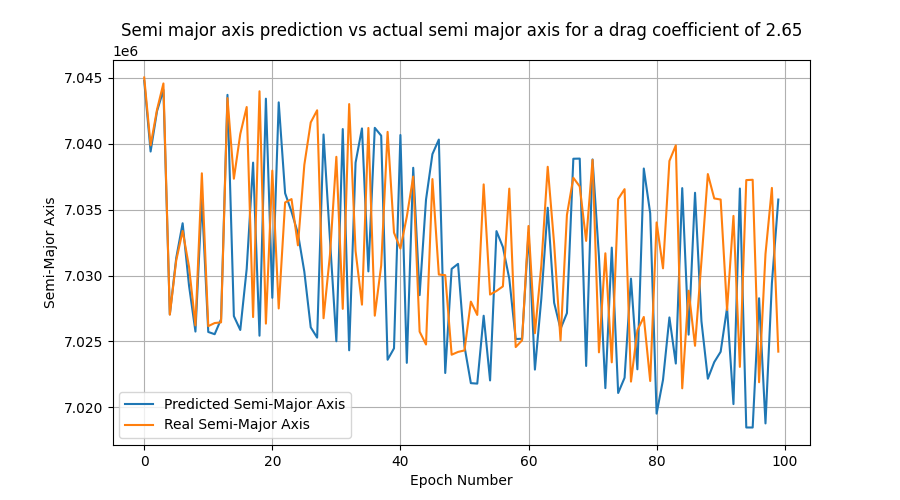 Semi major axis prediction vs actual semi major axis for a drag coefficient of 2.65
1e6
7.045
7.040
7.035
7.030
7.025
7.020
Semi-Major Axis
Predicted Semi-Major Axis
Real Semi-Major Axis
0 20 40 60 80 100
Epoch Number